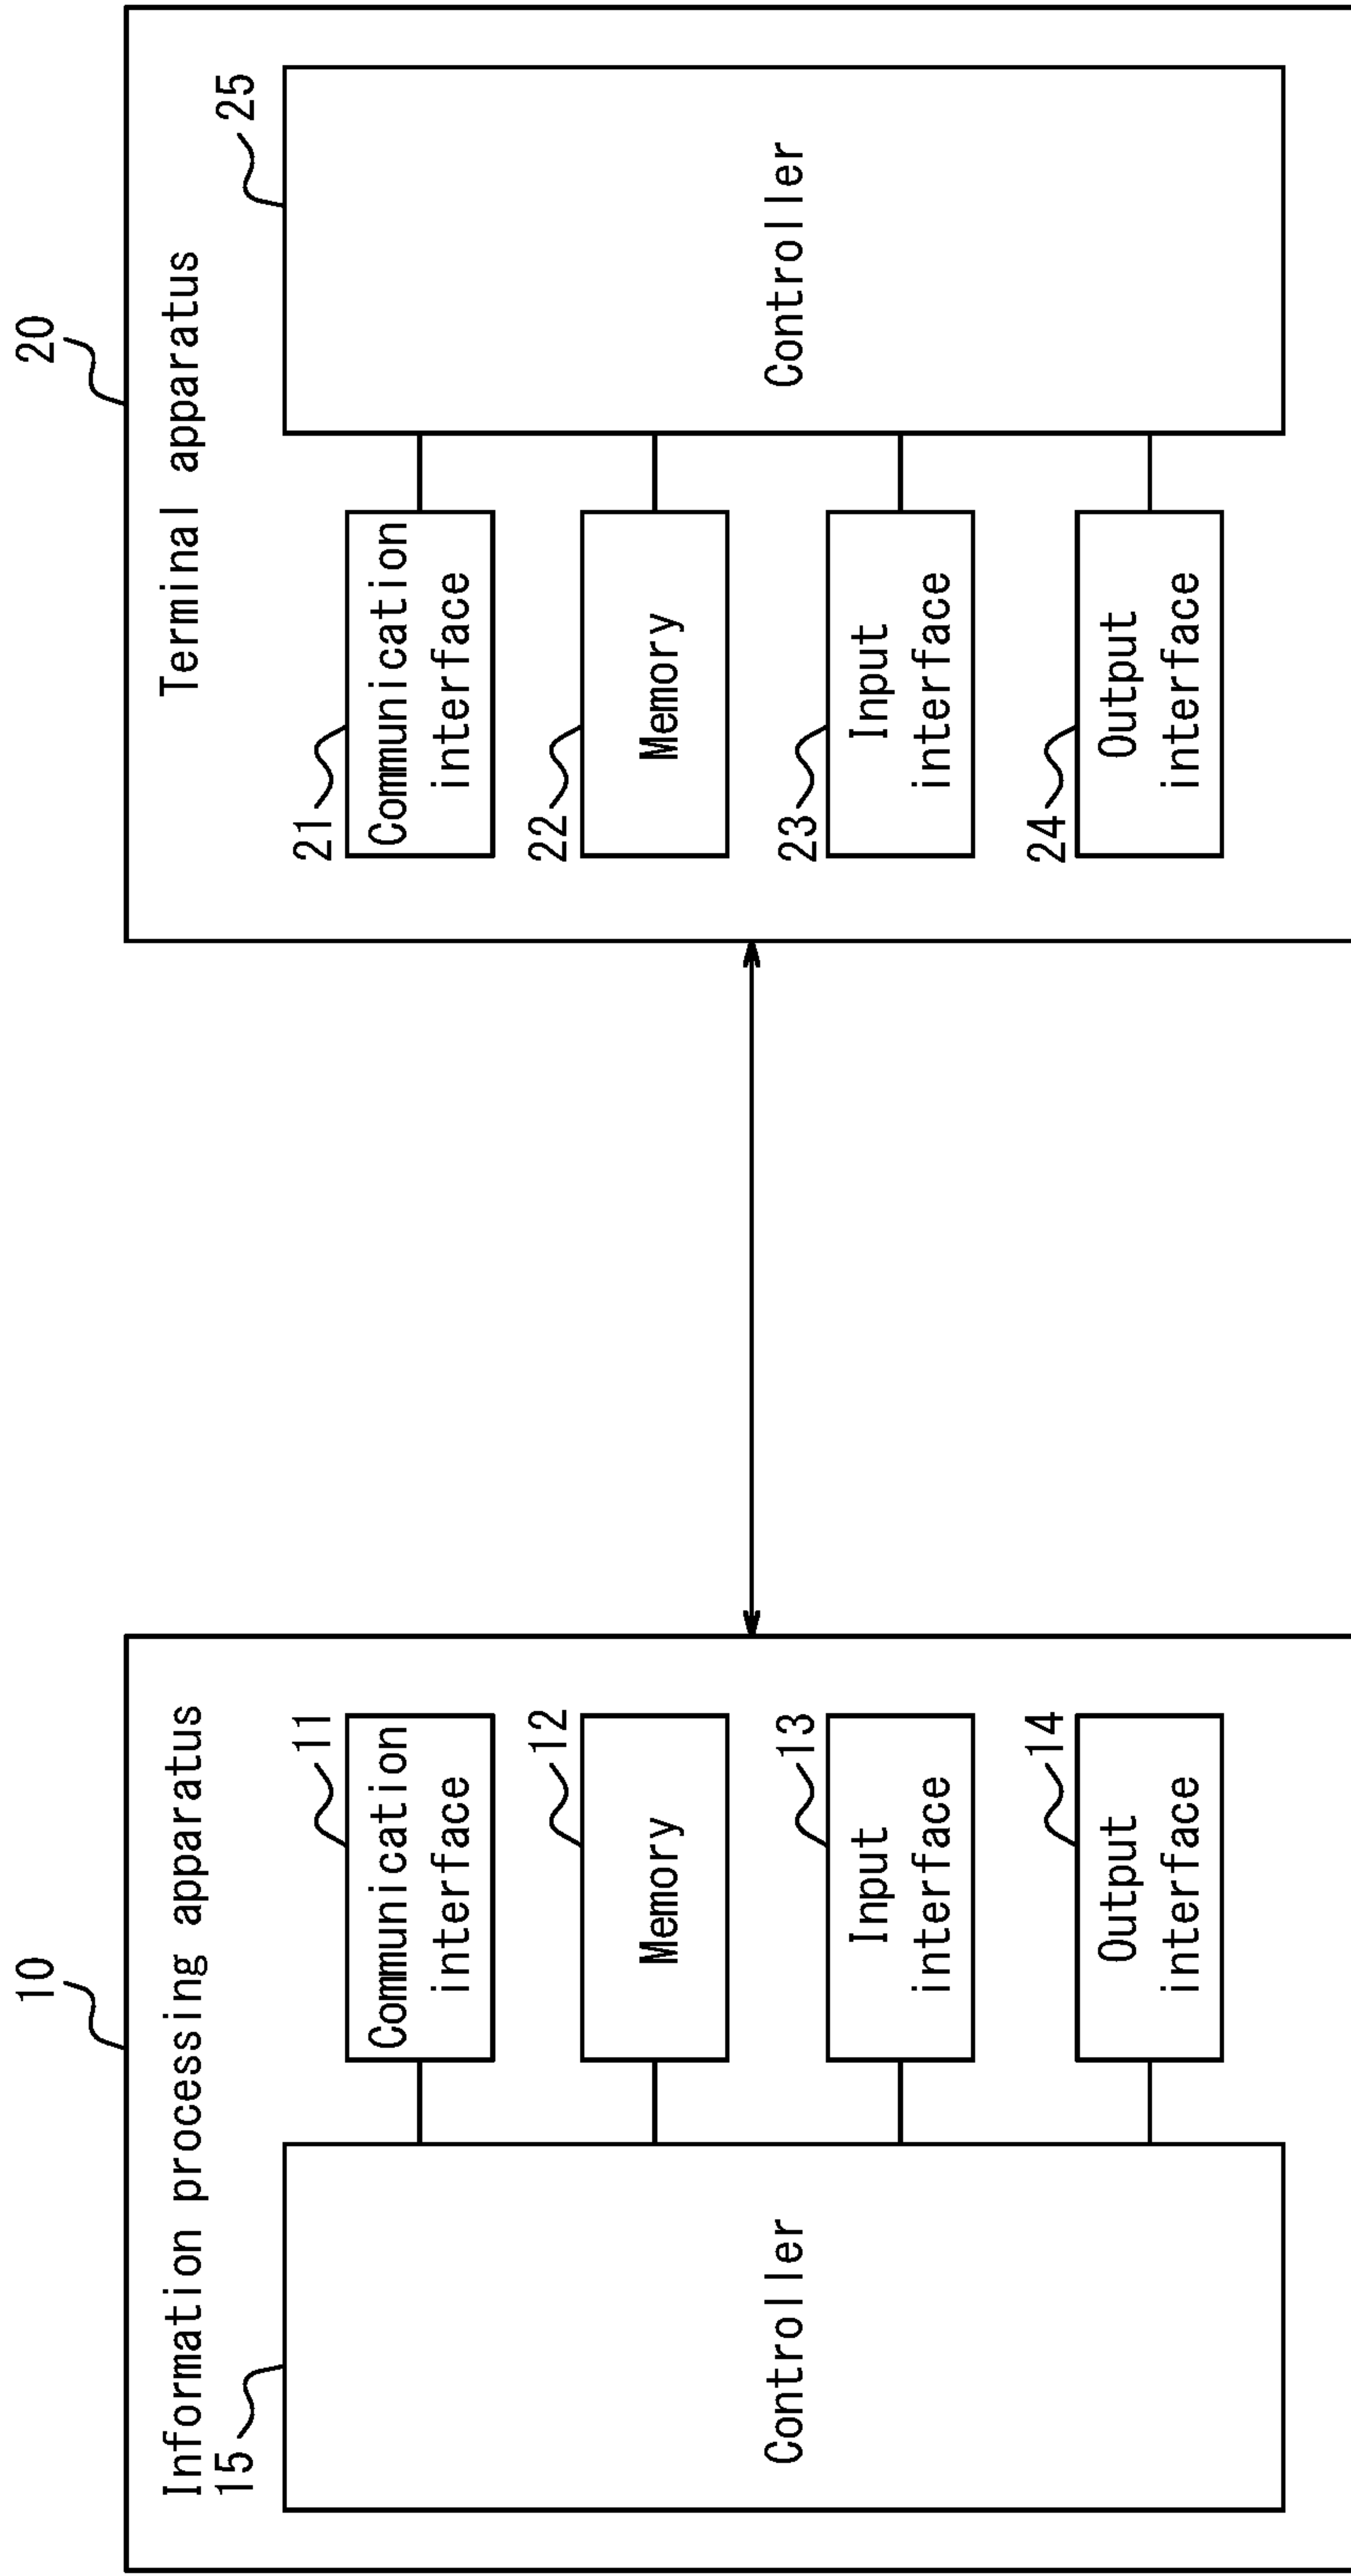 10
Information processing apparatus
15
Controller
11
Communication
interface
12
Memory
13
Input
interface
14
Output
interface
20
Terminal apparatus
21
Communication
interface
22
Memory
23
Input
interface
24
Output
interface
25
Controller